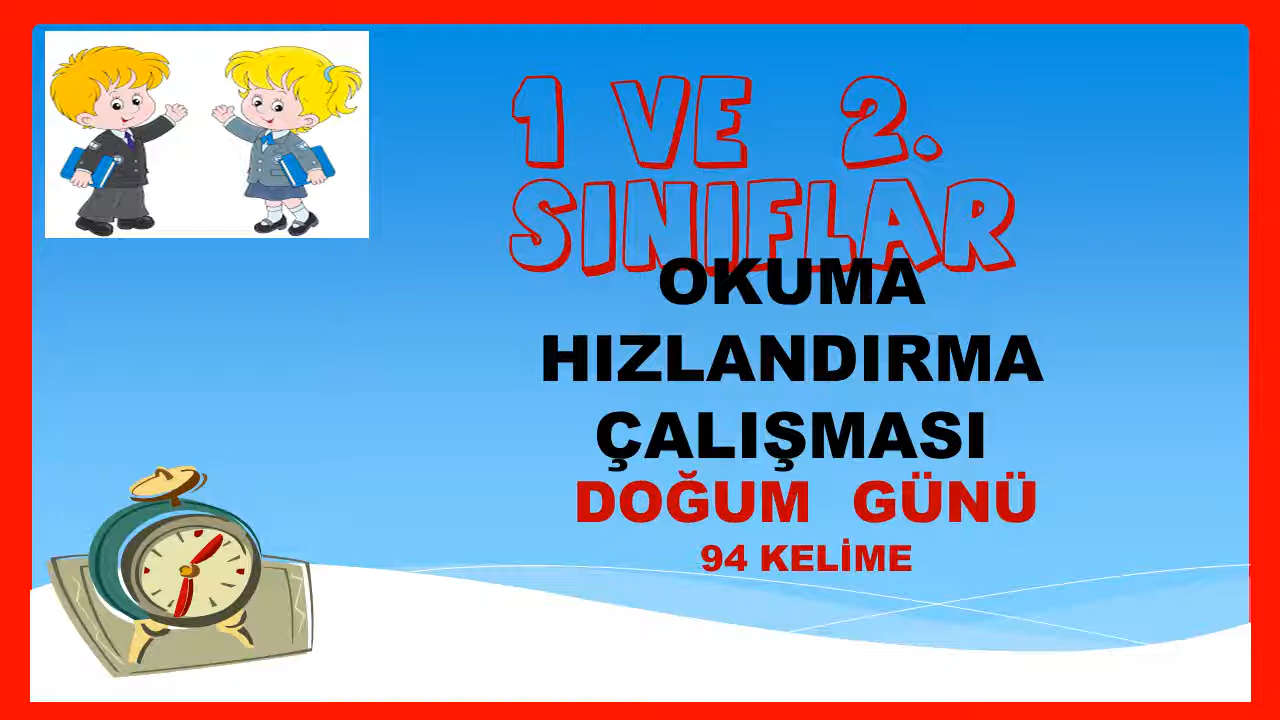 1 VE 2.
SINIFLAR
OKUMA
HIZLANDIRMA
ÇALIŞMASI
DOĞUM GÜNÜ
94 KELİME